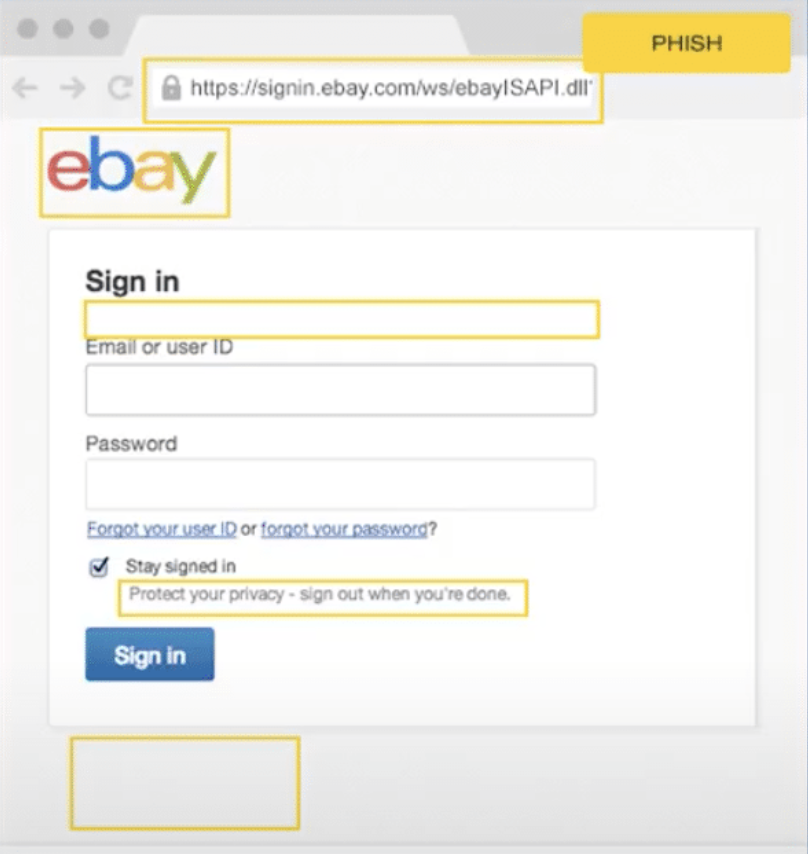 PHISH
https://signin.ebay.com/ws/ebayISAPI.dll
ebay
Sign in
Email or user ID
Password
Forgot your user ID or forgot your password?
Stay signed in
Protect your privacy - sign out when you're done.
Sign in